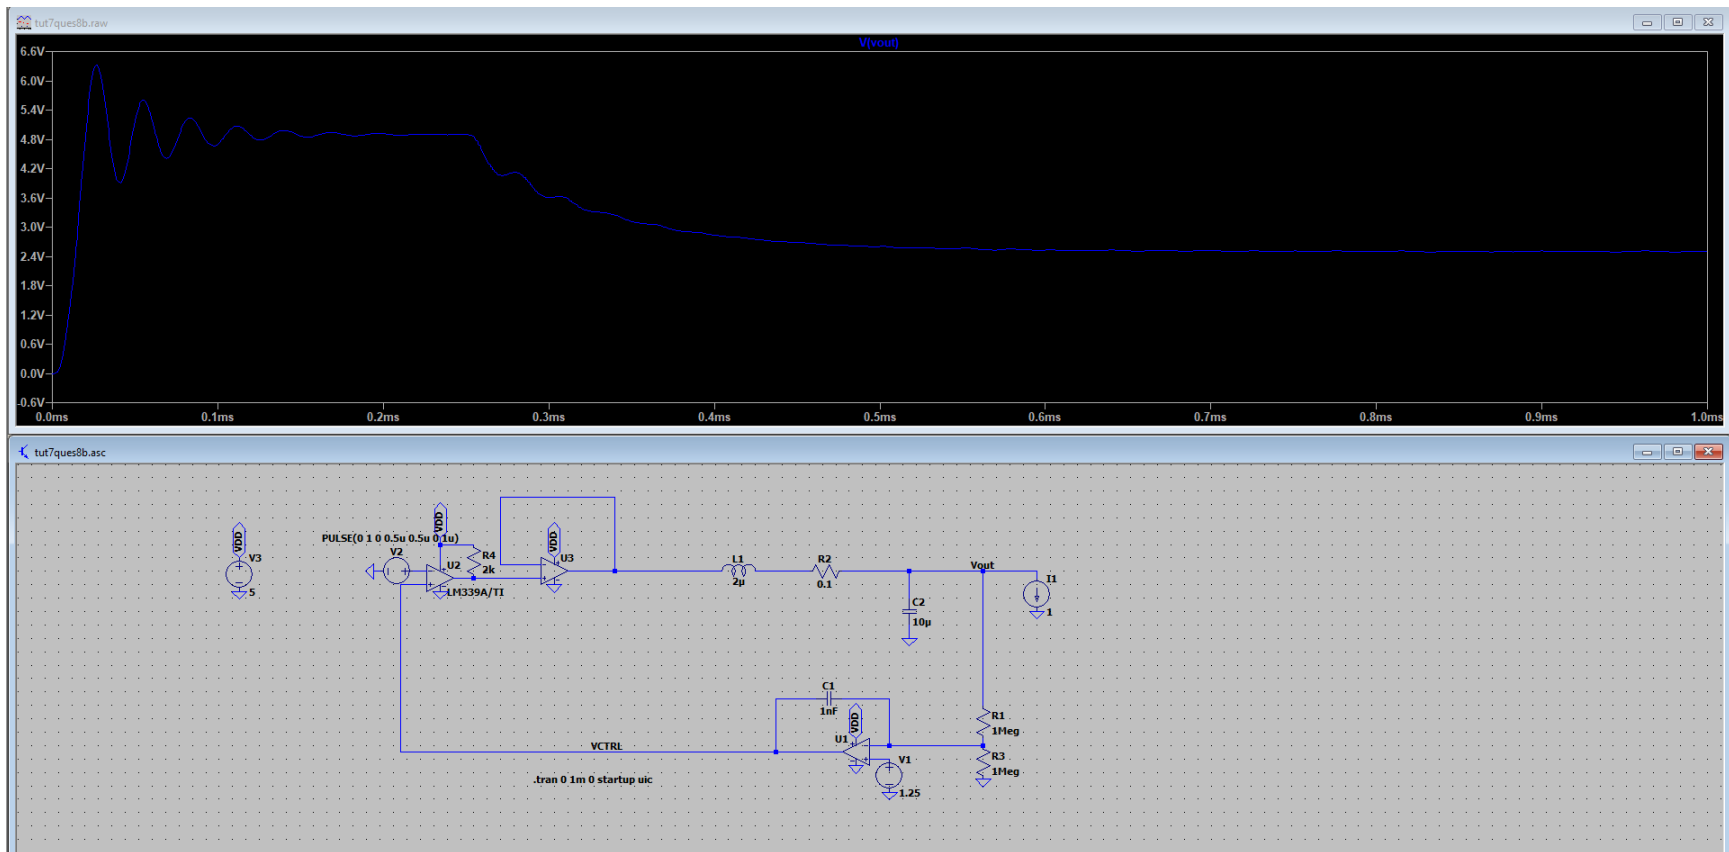 tut7ques8b.raw
V(vout)
6.6V
6.0V
5.4V
4.8V
4.2V
3.6V
3.0V
2.4V
1.8V
1.2V
0.6V
0.0V
-0.6V
0.0ms 0.1ms 0.2ms 0.3ms 0.4ms 0.5ms 0.6ms 0.7ms 0.8ms 0.9ms 1.0ms
tut7ques8b.asc
VDD
V3
5
PULSE(0 1 0 0.5u 0.5u 0 1u)
V2
VDD
U2
LM339A/TI
R4
2k
VDD
U3
L1
2µ
R2
0.1
Vout
C2
10µ
I1
1
C1
1nF
VDD
U1
VCTRL
V1
1.25
R1
1Meg
R3
1Meg
.tran 0 1m 0 startup uic